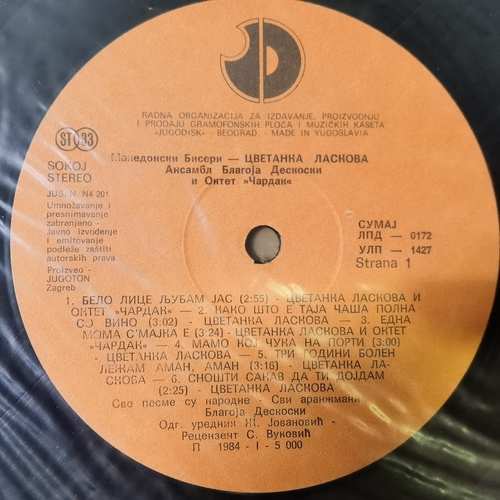 RADNA ORGANIZACIJA ZA IZDAVANJE, PROIZVODNJU
I PRODAJU GRAMOFONSKIH PLOČA I MUZIČKIH KASETA
»JUGODISK« – BEOGRAD. - MADE IN YUGOSLAVIA
Македонски Бисери — ЦВЕТАНКА ЛАСКОВА
Ансамбл Благоја Дескоски
и Октет »Чардак«
ST 33
SOKOJ
STEREO
JUS. N. N4 201
Umnožavanje i
presnimavanje
zabranjeno -
Javno izvođenje
i emitovanje
podleže zaštiti
autorskih prava
Proizveo -
JUGOTON
Zagreb
СУМАЈ
ЛПД — 0172
УЛП — 1427
Strana 1
1. БЕЛО ЛИЦЕ ЉУБАМ ЈАС (2:55) - ЦВЕТАНКА ЛАСКОВА И
ОКТЕТ »ЧАРДАК« — 2. КАКО ШТО Е ТАЈА ЧАША ПОЛНА
СО ВИНО (3:02) - ЦВЕТАНКА ЛАСКОВА — 3. ЕДНА
МОМА С'МАЈКА Е (3:24) - ЦВЕТАНКА ЛАСКОВА И ОКТЕТ
»ЧАРДАК« — 4. МАМО КОЈ ЧУКА НА ПОРТИ (3:00)
- ЦВЕТАНКА ЛАСКОВА — 5. ТРИ ГОДИНИ БОЛЕН
ЛЕЖАМ АМАН, АМАН (3:16) - ЦВЕТАНКА ЛА-
СКОВА — 6. СНОШТИ САКАВ ДА ТИ ДОЈДАМ
(2:25) - ЦВЕТАНКА ЛАСКОВА
Све песме су народне - Сви аранжмани
Благоја Дескоски
Одг. уредник Ж. Јовановић -
Рецензент С. Вуковић
П 1984 - I - 5 000